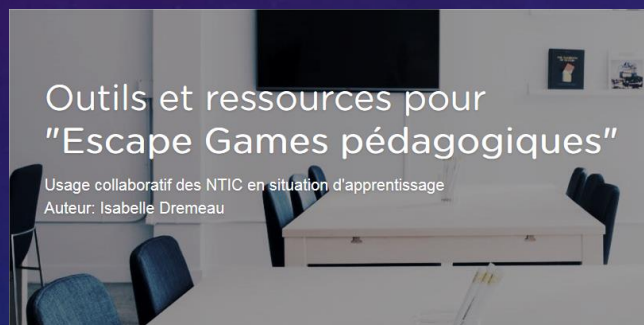 Outils et ressources pour
"Escape Games pédagogiques"
Usage collaboratif des NTIC en situation d'apprentissage
Auteur: Isabelle Dremeau